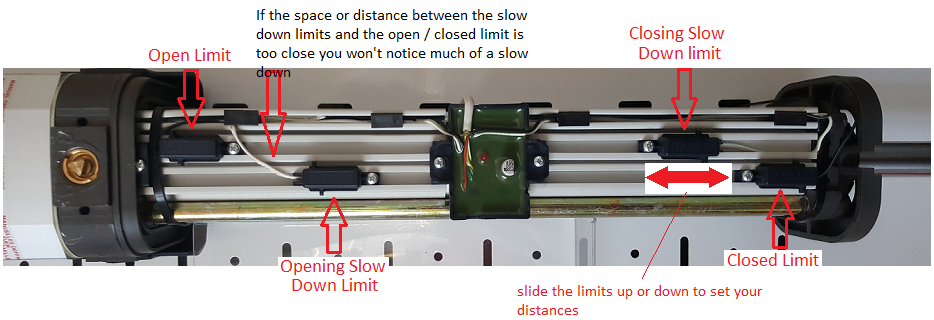 If the space or distance between the slow
down limits and the open / closed limit is
too close you won't notice much of a slow
down
Open Limit
Closing Slow
Down limit
Opening Slow
Down Limit
Closed Limit
slide the limits up or down to set your
distances